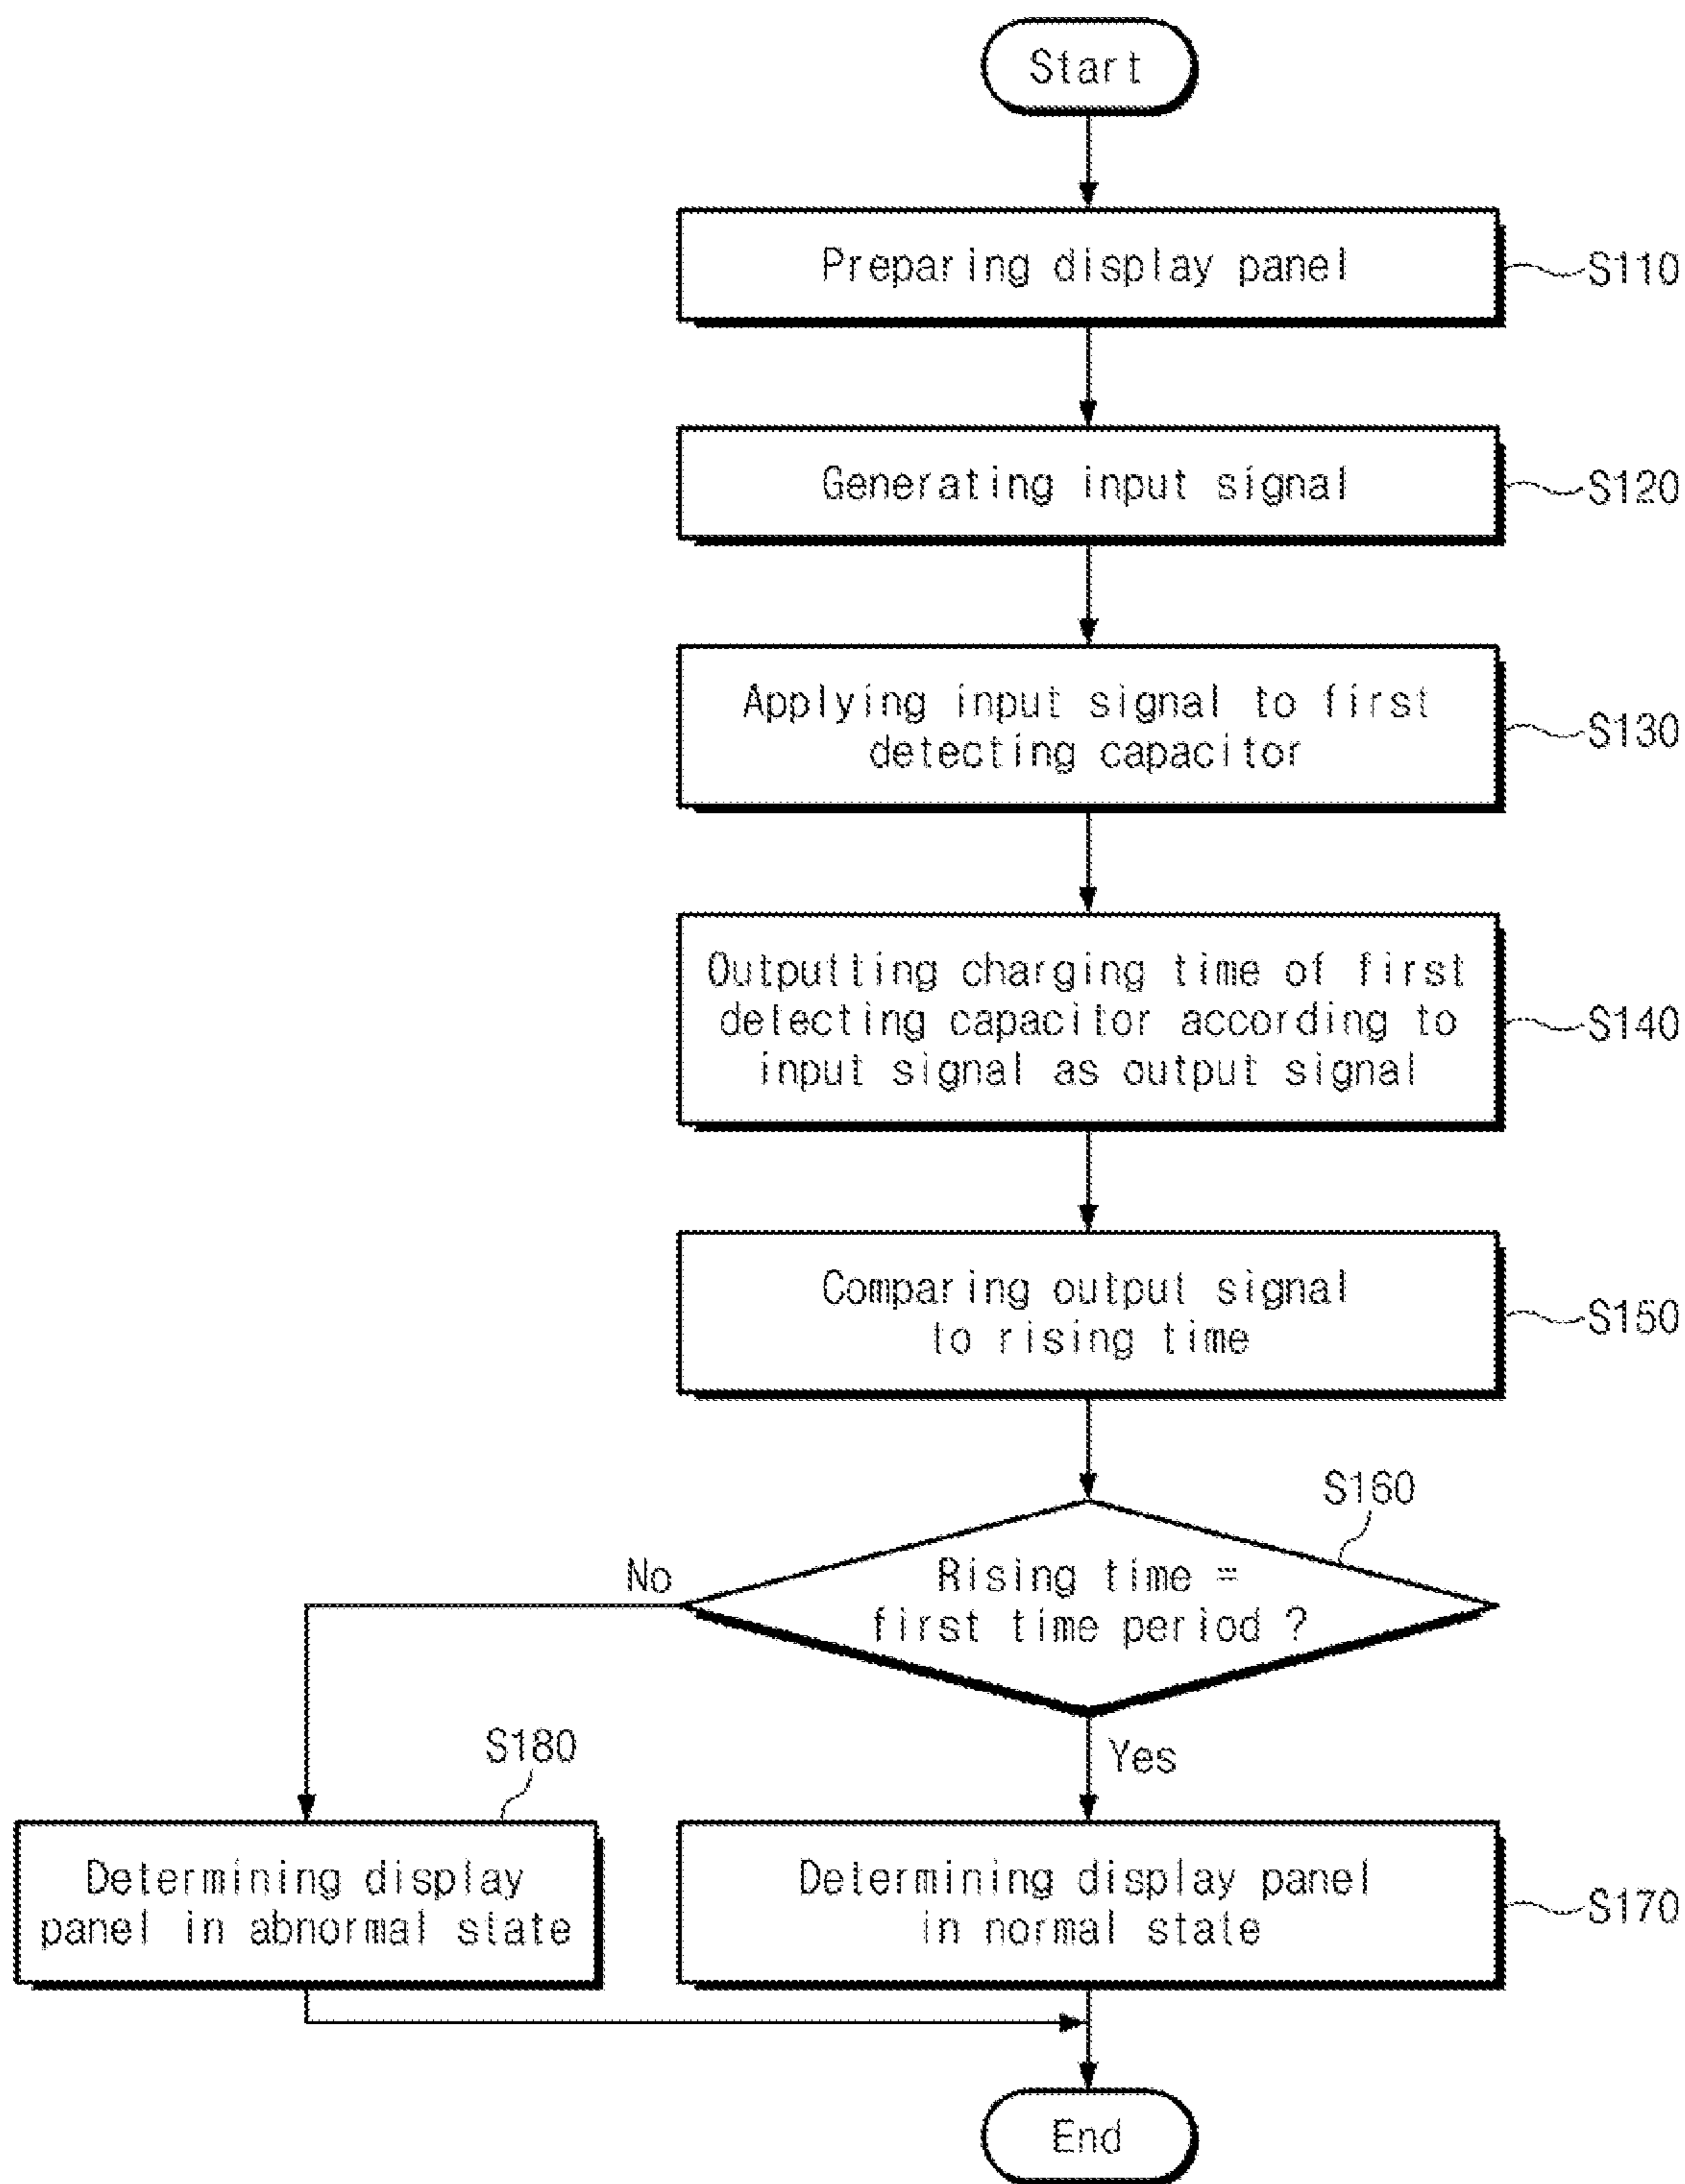 Start
Preparing display panel
S110
Generating input signal
S120
Applying input signal to first
detecting capacitor
S130
Outputting charging time of first
detecting capacitor according to
input signal as output signal
S140
Comparing output signal
to rising time
S150
S160
Rising time =
first time period ?
No
Yes
S180
Determining display
panel in abnormal state
Determining display panel
in normal state
S170
End